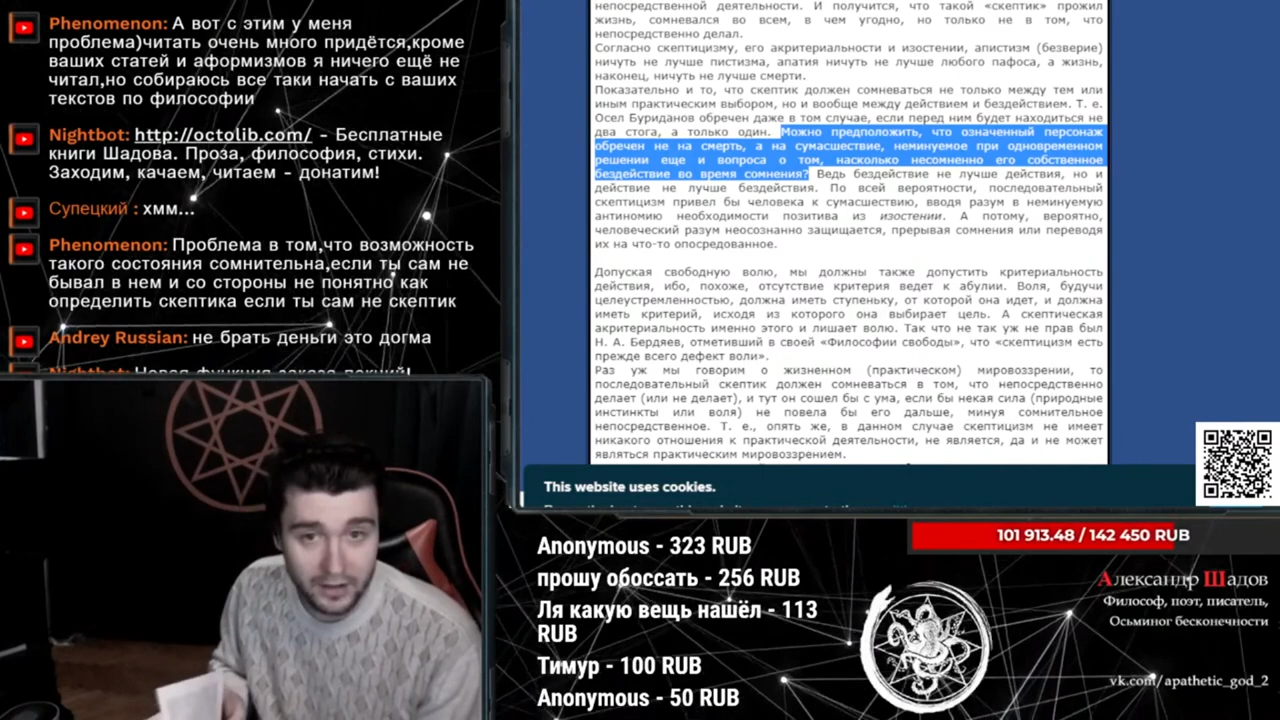 Phenomenon: А вот с этим у меня
проблема)читать очень много придётся,кроме
ваших статей и аформизмов я ничего ещё не
читал,но собираюсь все таки начать с ваших
текстов по философии
Nightbot: http://octolib.com/ - Бесплатные
книги Шадова. Проза, философия, стихи.
Заходим, качаем, читаем - донатим!
Супецкий : хмм...
Phenomenon: Проблема в том,что возможность
такого состояния сомнительна,если ты сам не
бывал в нем и со стороны не понятно как
определить скептика если ты сам не скептик
Andrey Russian: не брать деньги это догма
Nightbot: Новая функция заказа лекций!
непосредственной деятельности. И получится, что такой «скептик» прожил
жизнь, сомневался во всем, в чем угодно, но только не в том, что
непосредственно делал.
Согласно скептицизму, его акритериальности и изостении, апистизм (безверие)
ничуть не лучше пистизма, апатия ничуть не лучше любого пафоса, а жизнь,
наконец, ничуть не лучше смерти.
Показательно и то, что скептик должен сомневаться не только между тем или
иным практическим выбором, но и вообще между действием и бездействием. Т. е.
Осел Буриданов обречен даже в том случае, если перед ним будет находиться не
два стога, а только один. Можно предположить, что означенный персонаж
обречен не на смерть, а на сумасшествие, неминуемое при одновременном
решении еще и вопроса о том, насколько несомненно его собственное
бездействие во время сомнения? Ведь бездействие не лучше действия, но и
действие не лучше бездействия. По всей вероятности, последовательный
скептицизм привел бы человека к сумасшествию, вводя разум в неминуемую
антиномию необходимости позитива из изостении. А потому, вероятно,
человеческий разум неосознанно защищается, прерывая сомнения или переводя
их на что-то опосредованное.
Допуская свободную волю, мы должны также допустить критериальность
действия, ибо, похоже, отсутствие критерия ведет к абулии. Воля, будучи
целеустремленностью, должна иметь ступеньку, от которой она идет, и должна
иметь критерий, исходя из которого она выбирает цель. А скептическая
акритериальность именно этого и лишает волю. Так что не так уж не прав был
Н. А. Бердяев, отметивший в своей «Философии свободы», что «скептицизм есть
прежде всего дефект воли».
Раз уж мы говорим о жизненном (практическом) мировоззрении, то
последовательный скептик должен сомневаться в том, что непосредственно
делает (или не делает), и тут он сошел бы с ума, если бы некая сила (природные
инстинкты или воля) не повела бы его дальше, минуя сомнительное
непосредственное. Т. е., опять же, в данном случае скептицизм не имеет
никакого отношения к практической деятельности, не является, да и не может
являться практическим мировоззрением.
This website uses cookies.
Anonymous - 323 RUB
прошу обоссать - 256 RUB
Ля какую вещь нашёл - 113
RUB
Тимур - 100 RUB
Anonymous - 50 RUB
101 913.48 / 142 450 RUB
Александр Шадов
Философ, поэт, писатель,
Осьминог бесконечности
vk.com/apathetic_god_2